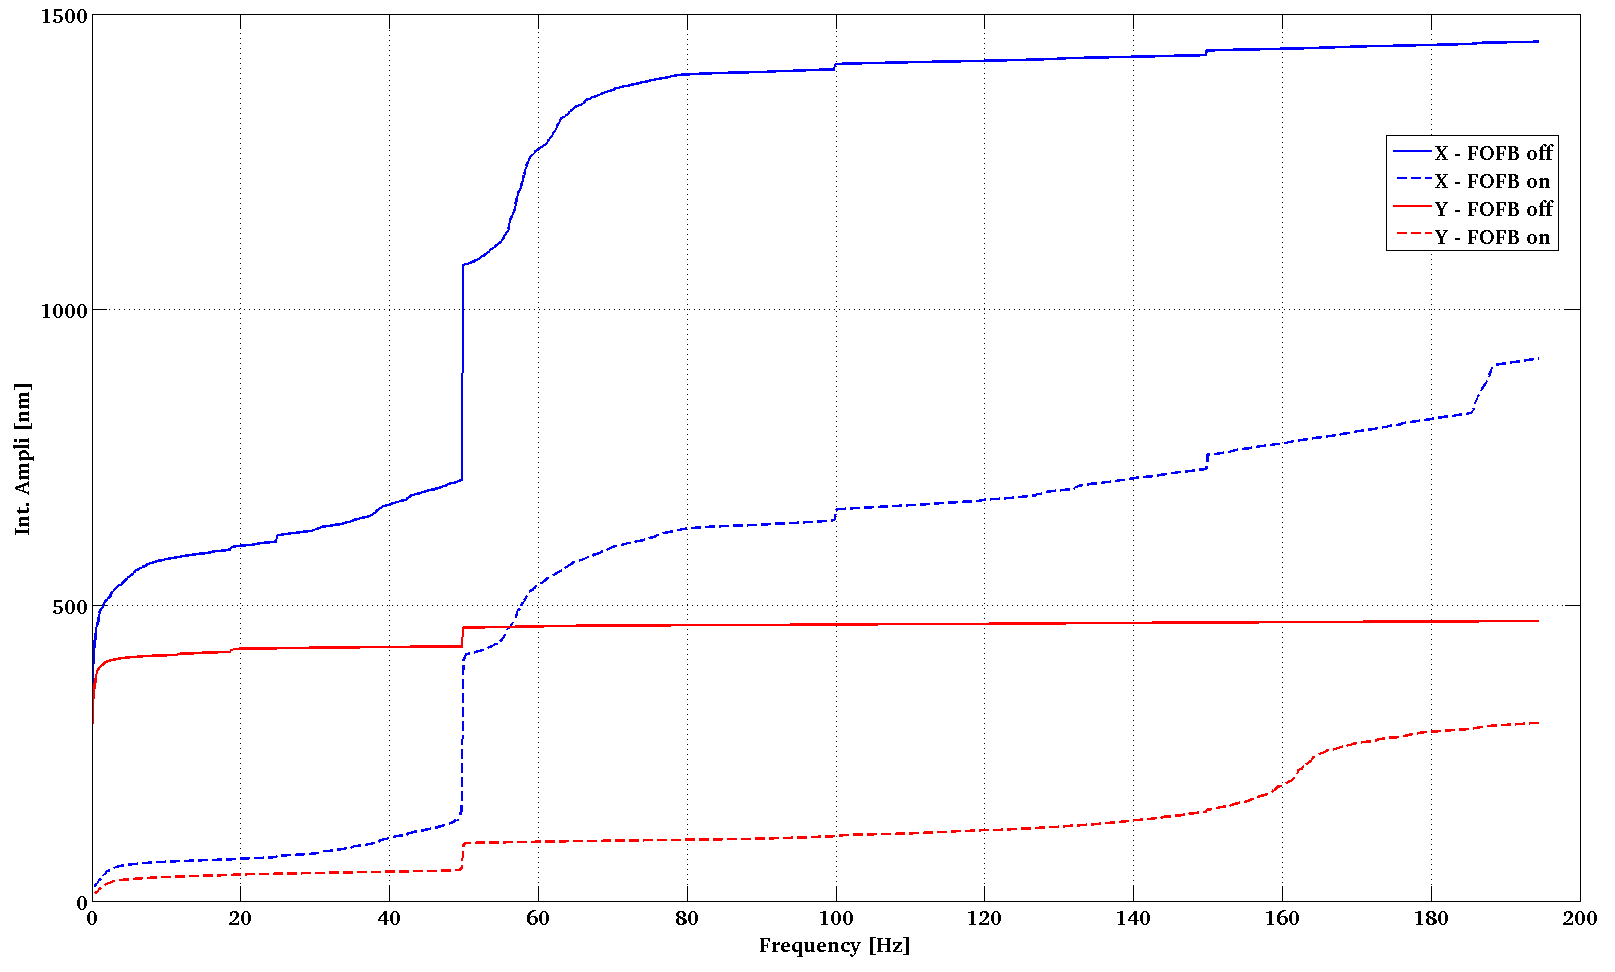 1500
1000
500
0
Int. Ampli [nm]
X - FOFB off
X - FOFB on
Y - FOFB off
Y - FOFB on
0 20 40 60 80 100 120 140 160 180 200
Frequency [Hz]